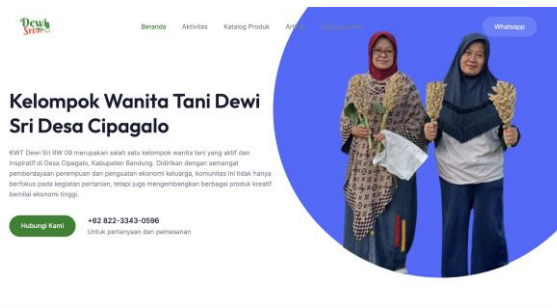 Dewi
Sri
Beranda
Aktivitas
Katalog Produk
Whatsapp
Kelompok Wanita Tani Dewi
Sri Desa Cipagalo
KWT Dewi Sri RW 09 merupakan salah satu kelompok wanita tani yang aktif dan
inspiratif di Desa Cipagalo, Kabupaten Bandung. Didirikan dengan semangat
pemberdayaan perempuan dan penguatan ekonomi keluarga, komunitas ini tidak hanya
berfokus pada kegiatan pertanian, tetapi juga mengembangkan berbagai produk kreatif
bernilai ekonomi tinggi.
Hubungi Kami
+62 822-3343-0596
Untuk pertanyaan dan pemesanan